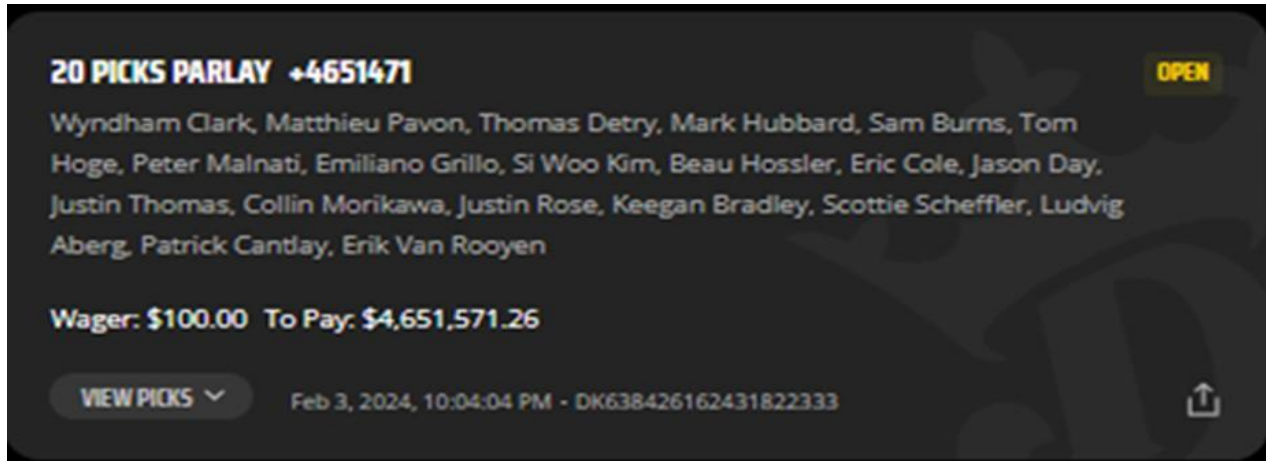 20 PICKS PARLAY +4651471
OPEN
Wyndham Clark, Matthieu Pavon, Thomas Detry, Mark Hubbard, Sam Burns, Tom
Hoge, Peter Malnati, Emiliano Grillo, Si Woo Kim, Beau Hossler, Eric Cole, Jason Day,
Justin Thomas, Collin Morikawa, Justin Rose, Keegan Bradley, Scottie Scheffler, Ludvig
Aberg, Patrick Cantlay, Erik Van Rooyen
Wager: $100.00 To Pay: $4,651,571.26
VIEW PICKS
Feb 3, 2024, 10:04:04 PM - DK638426162431822333